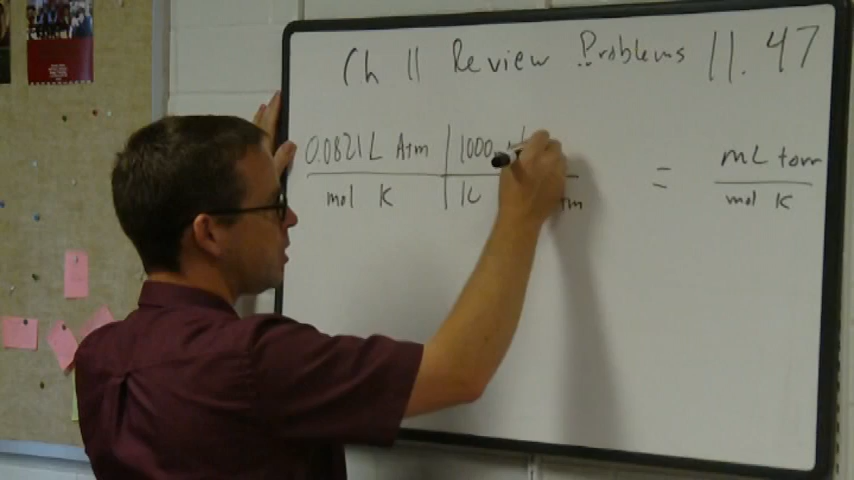 Ch 11 Review Problems 11.47
0.0821 L Atm | 1000 = mL torr
mol K | mol K